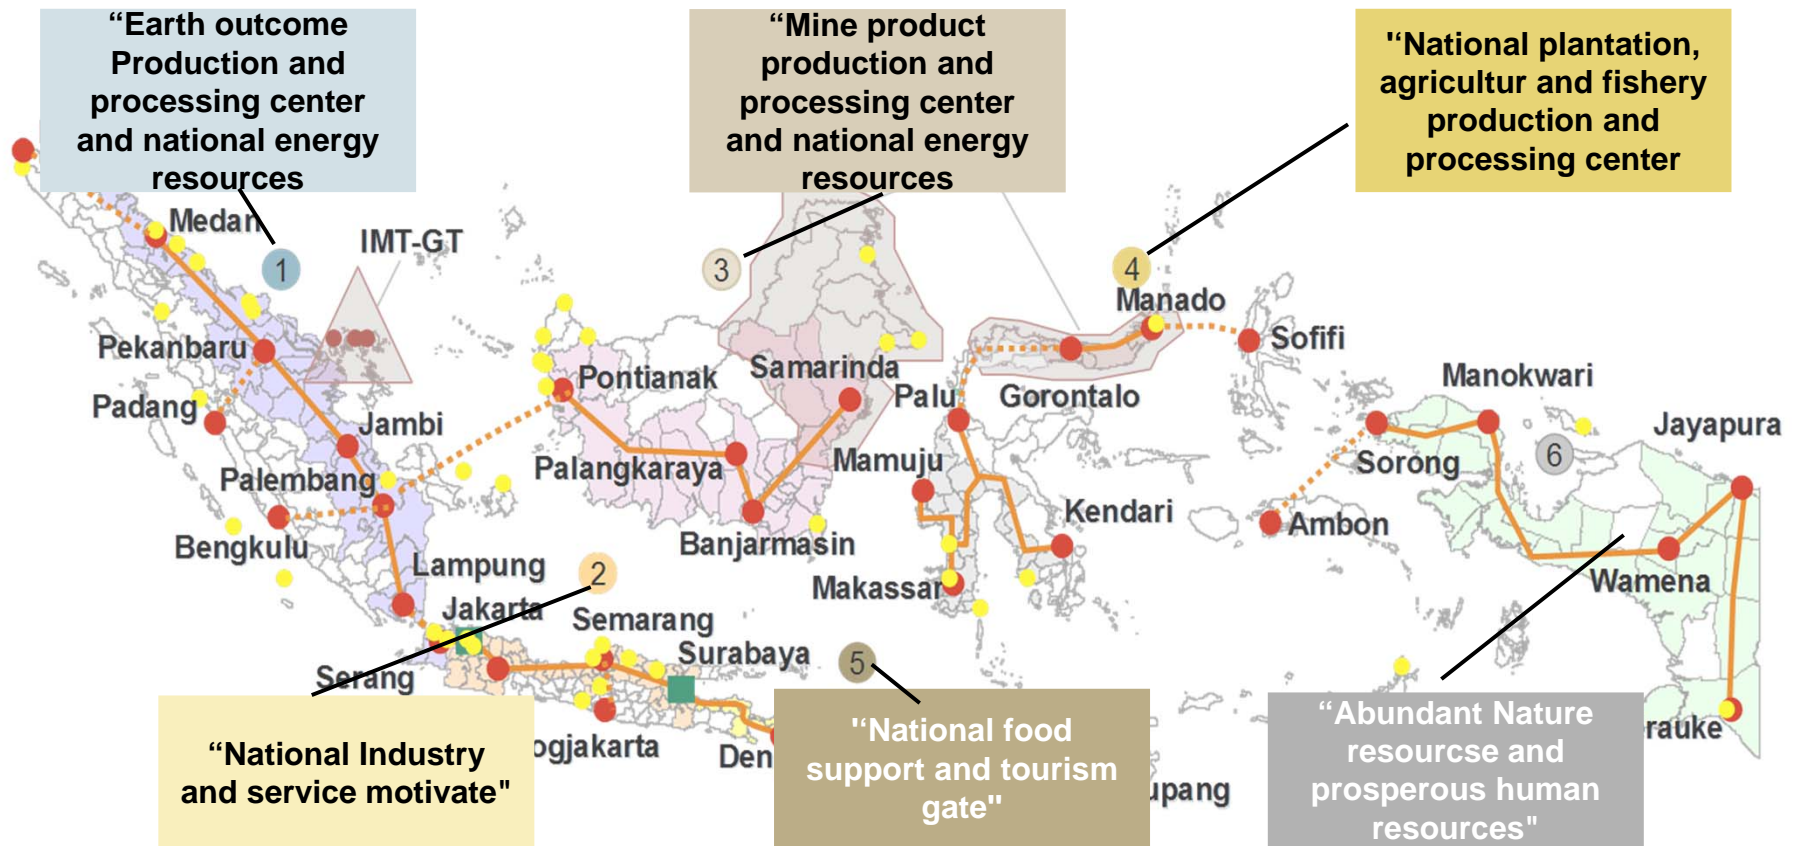 “Earth outcome
Production and
processing center
and national energy
resources
“Mine product
production and
processing center
and national energy
resources
"‘National plantation,
agricultur and fishery
production and
processing center
Medan
IMT-GT
1
3
4
Manado
Sofifi
Pekanbaru
Pontianak
Samarinda
Palu
Gorontalo
Manokwari
Padang
Jambi
Jayapura
Palembang
Palangkaraya
Mamuju
Sorong
6
Kendari
Ambon
Bengkulu
Banjarmasin
Lampung
2
Makassar
Wamena
Jakarta
Semarang
Surabaya
5
Serang
“National Industry
and service motivate"
ogjakarta
Den
"‘National food
support and tourism
gate"
upang
“Abundant Nature
resourcse and
prosperous human
resources"
erauke